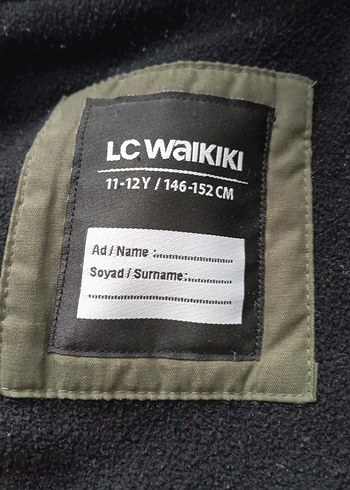 LC WAIKIKI
11-12Y / 146-152 CM
Ad / Name :....................
Soyad / Surname:............
....................................